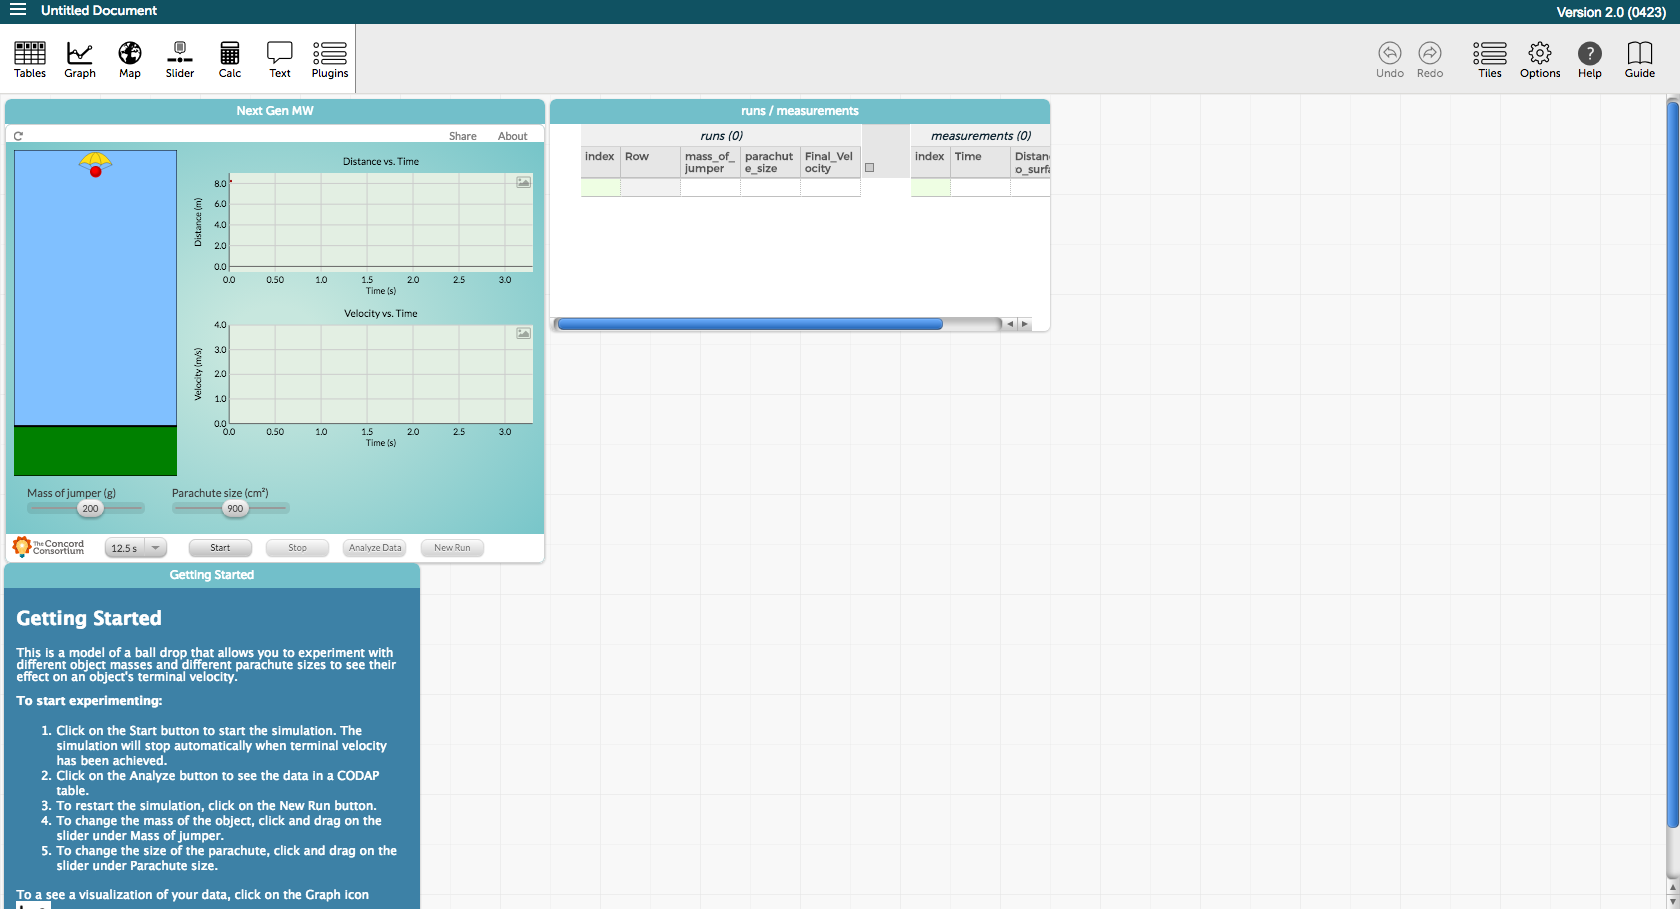 Untitled Document
Version 2.0 (0423)
Tables
Graph
Map
Slider
Calc
Text
Plugins
Undo
Redo
Tiles
Options
Help
Guide
Next Gen MW
Share
About
Distance vs. Time
Distance (m)
8.0
6.0
4.0
2.0
0.0
0.0 0.50 1.0 1.5 2.0 2.5 3.0
Time (s)
Velocity vs. Time
Velocity (m/s)
4.0
3.0
2.0
1.0
0.0
0.0 0.50 1.0 1.5 2.0 2.5 3.0
Time (s)
Mass of jumper (g)
200
Parachute size (cm²)
900
The Concord
Consortium
12.5 s
Start
Stop
Analyze Data
New Run
runs / measurements
runs (0)
measurements (0)
index Row mass_of_ parachut Final_Vel
jumper e_size ocity
index Time Distan
o_surfa
Getting Started
Getting Started
This is a model of a ball drop that allows you to experiment with
different object masses and different parachute sizes to see their
effect on an object's terminal velocity.
To start experimenting:
1. Click on the Start button to start the simulation. The
simulation will stop automatically when terminal velocity
has been achieved.
2. Click on the Analyze button to see the data in a CODAP
table.
3. To restart the simulation, click on the New Run button.
4. To change the mass of the object, click and drag on the
slider under Mass of jumper.
5. To change the size of the parachute, click and drag on the
slider under Parachute size.
To a see a visualization of your data, click on the Graph icon